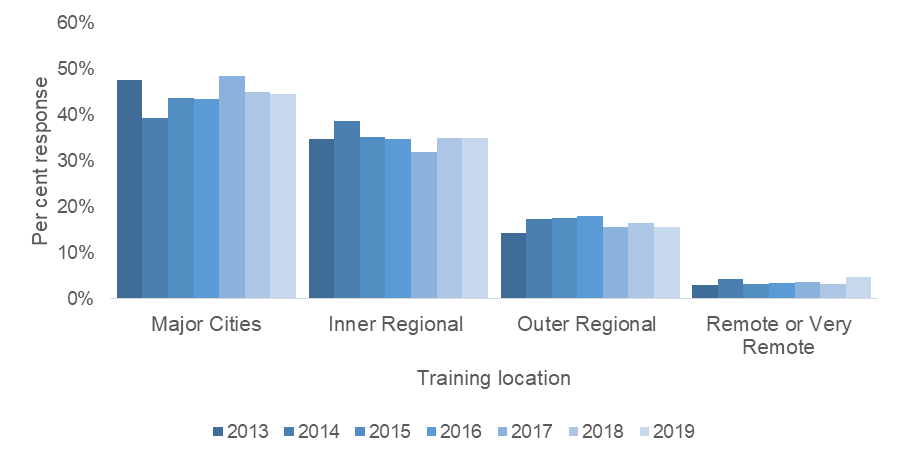 60%
50%
40%
30%
20%
10%
0%
Per cent response
Major Cities
Inner Regional
Outer Regional
Remote or Very
Remote
Training location
2013 2014 2015 2016 2017 2018 2019